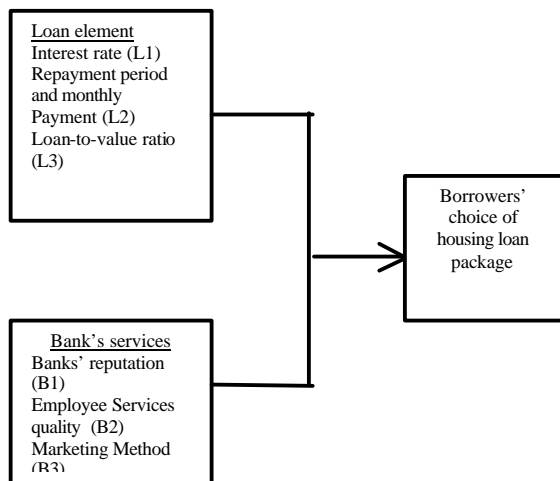 Loan element
Interest rate (L1)
Repayment period
and monthly
Payment (L2)
Loan-to-value ratio
(L3)
Borrowers'
choice of
housing loan
package
Bank's services
Banks' reputation
(B1)
Employee Services
quality (B2)
Marketing Method
(B3)